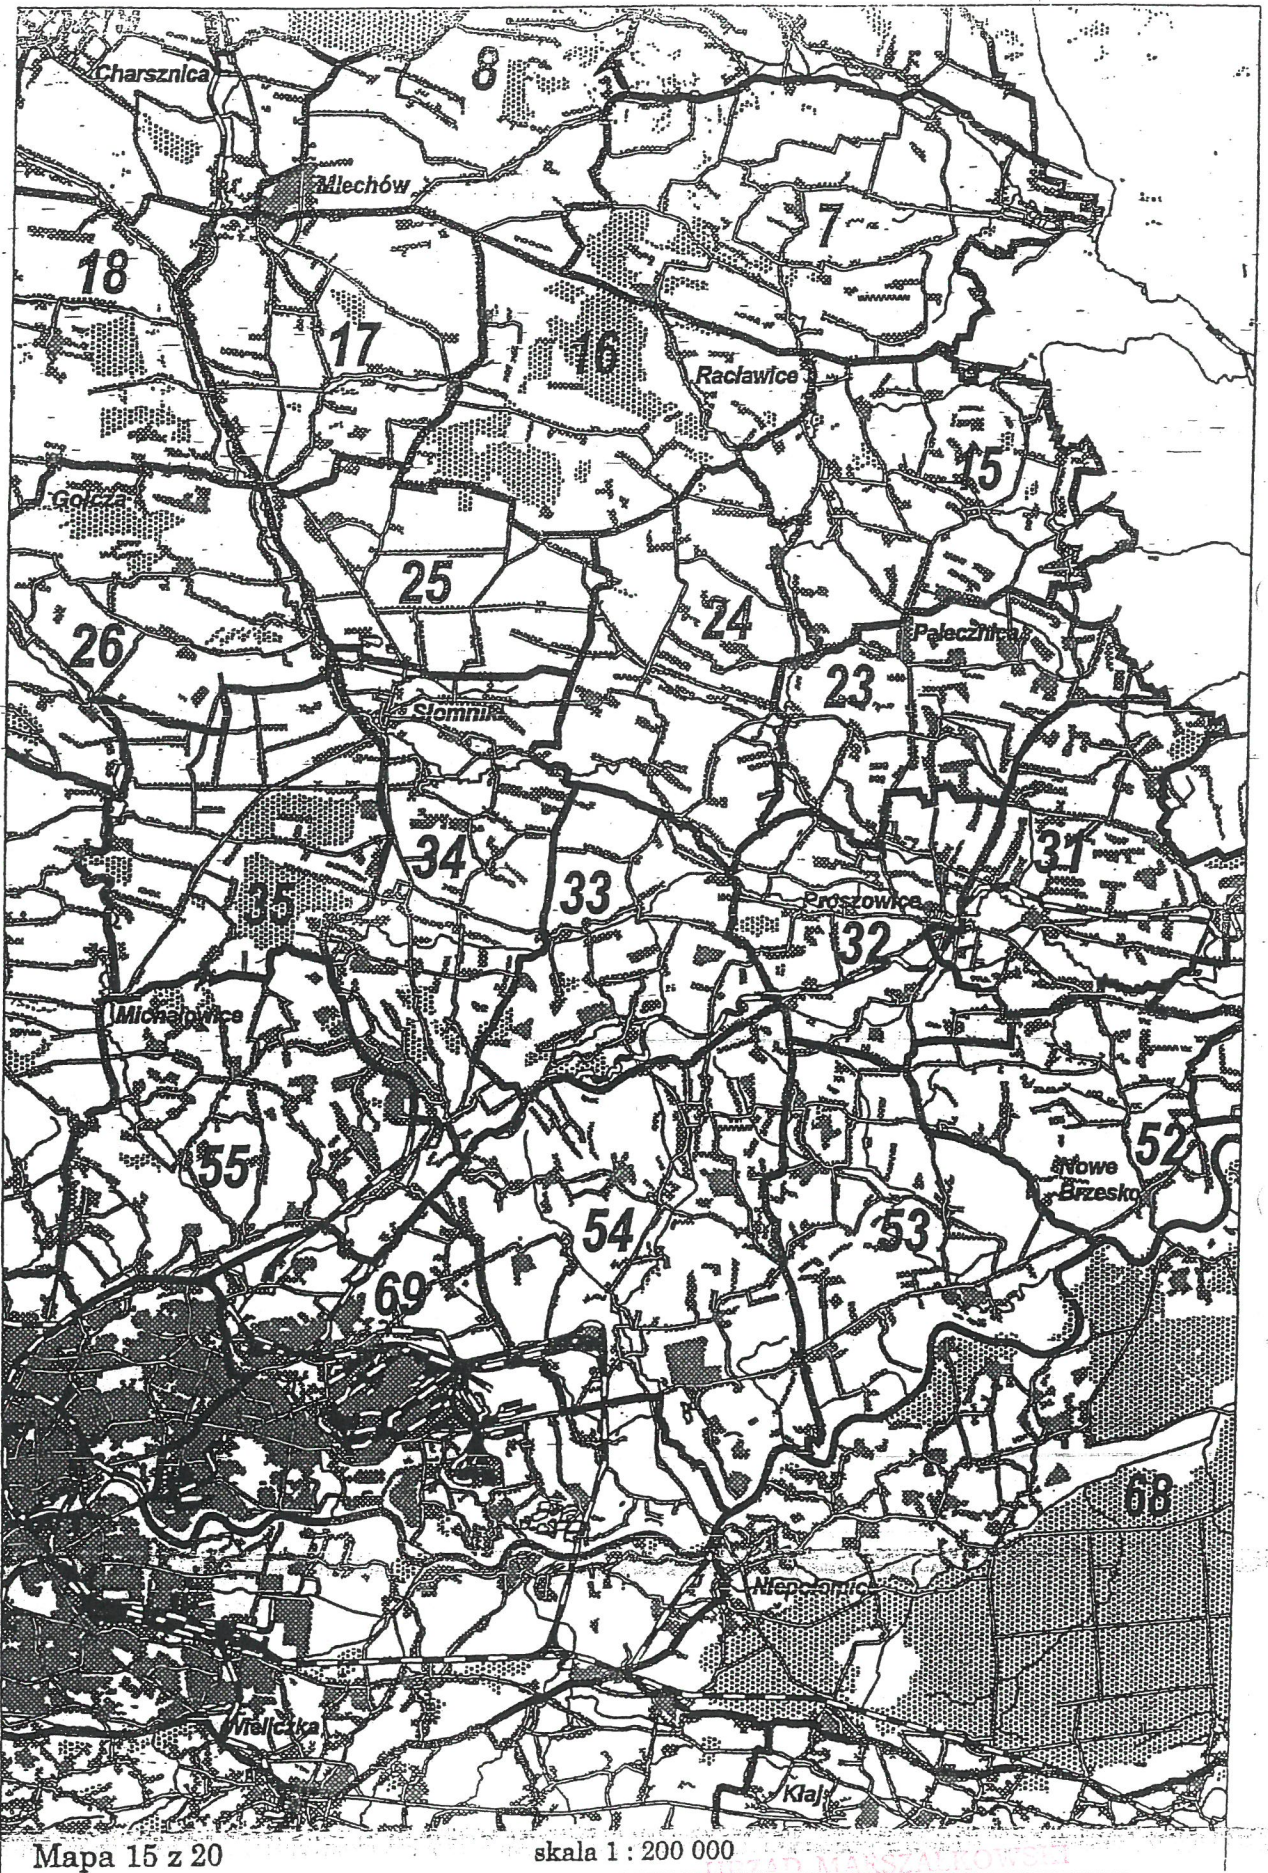 8
Charsznica
Miechów
7
18
17
16
Racławice
15
Gołcza
25
24
26
Pałecznica
23
Słomniki
34
31
33
35
Proszowice
32
Michałowice
52
55
Nowe
Brzesko
54
53
69
68
Niepołomice
Wieliczka
Kłaj
Mapa 15 z 20
skala 1 : 200 000
URZĄD MARSZAŁKOWSKI